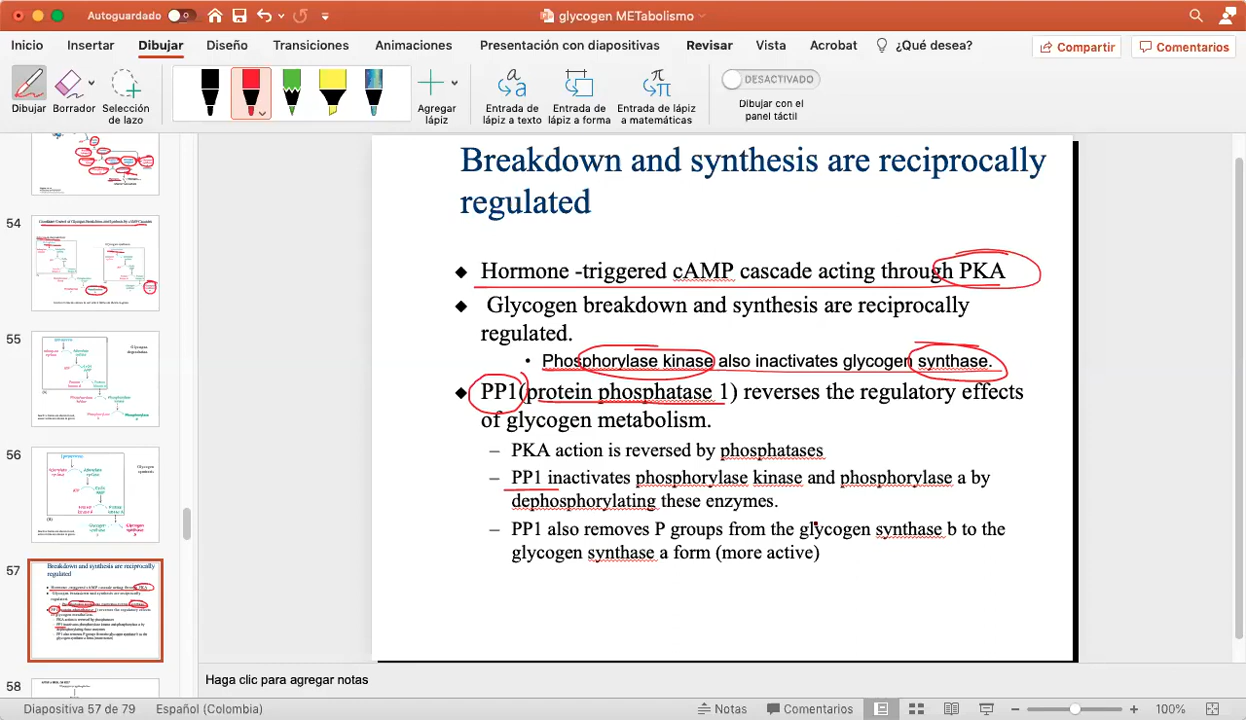 Autoguardado
glycogen METabolismo
Inicio Insertar Dibujar Diseño Transiciones Animaciones Presentación con diapositivas Revisar Vista Acrobat ¿Qué desea? Compartir Comentarios
Dibujar
Borrador
Selección
de lazo
Agregar
lápiz
Entrada de
lápiz a texto
Entrada de
lápiz a forma
Entrada de lápiz
a matemáticas
DESACTIVADO
Dibujar con el
panel táctil
54
55
56
57
58
Breakdown and synthesis are reciprocally
regulated
Hormone -triggered cAMP cascade acting through PKA
Glycogen breakdown and synthesis are reciprocally
regulated.
• Phosphorylase kinase also inactivates glycogen synthase.
PP1(protein phosphatase 1) reverses the regulatory effects
of glycogen metabolism.
– PKA action is reversed by phosphatases
– PP1 inactivates phosphorylase kinase and phosphorylase a by
dephosphorylating these enzymes.
– PP1 also removes P groups from the glycogen synthase b to the
glycogen synthase a form (more active)
Haga clic para agregar notas
Diapositiva 57 de 79 Español (Colombia) Notas Comentarios 100%